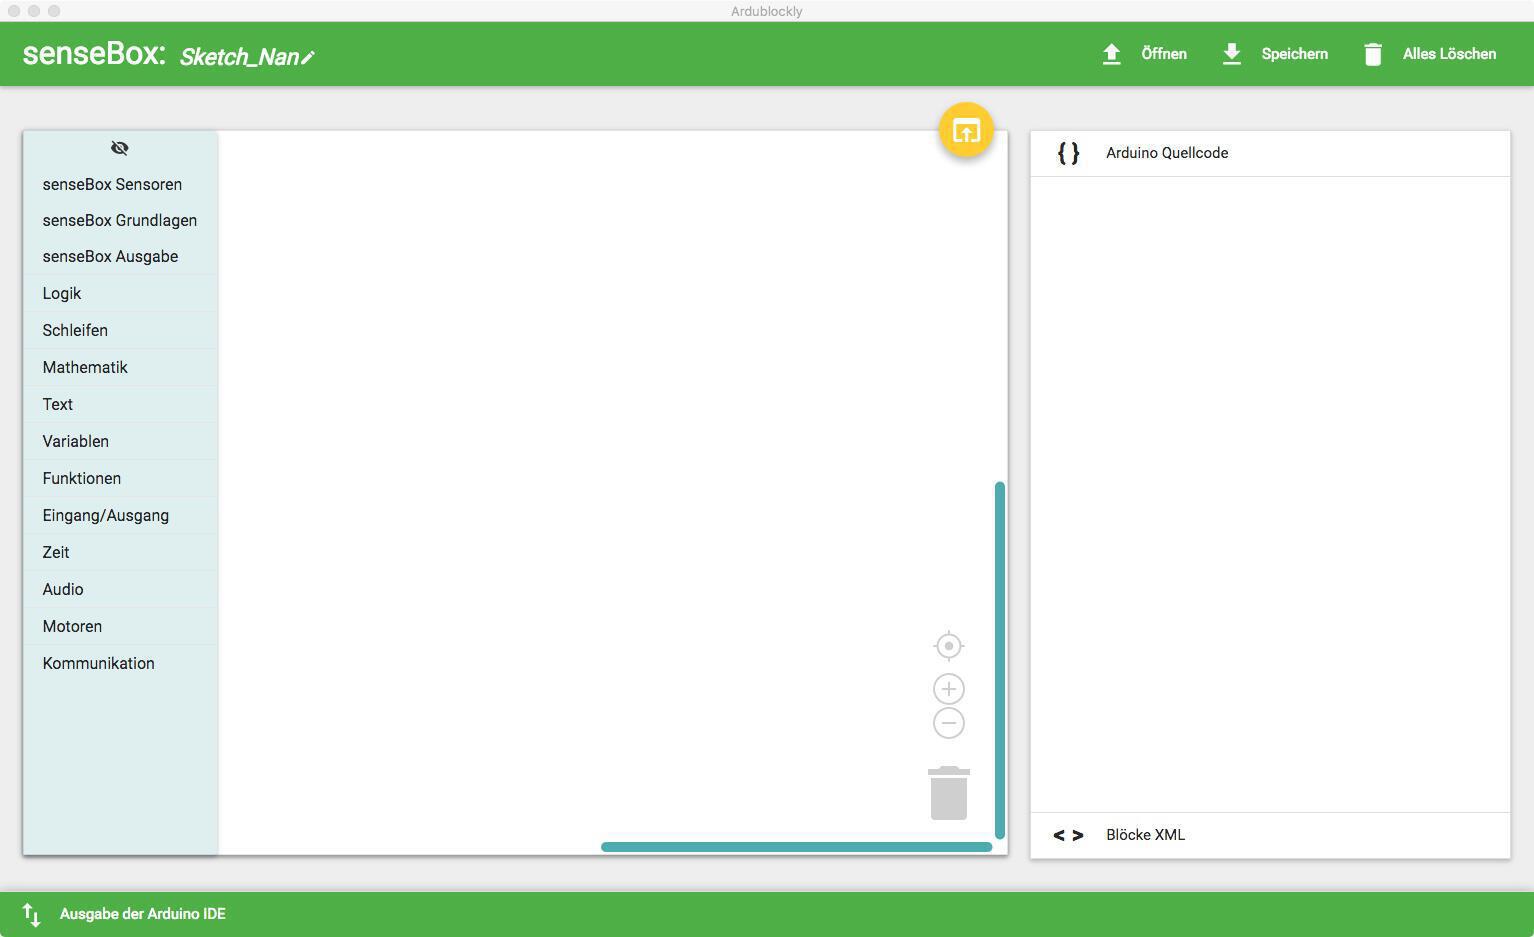 Ardublockly
senseBox: Sketch_Nan
Öffnen
Speichern
Alles Löschen
senseBox Sensoren
senseBox Grundlagen
senseBox Ausgabe
Logik
Schleifen
Mathematik
Text
Variablen
Funktionen
Eingang/Ausgang
Zeit
Audio
Motoren
Kommunikation
{ } Arduino Quellcode
< > Blöcke XML
Ausgabe der Arduino IDE